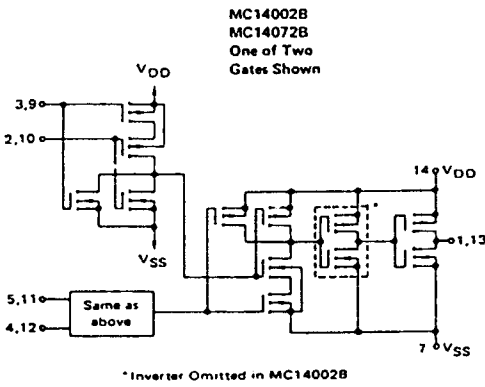 MC14002B
MC14072B
One of Two
Gates Shown
VDD
3,9
2,10
VSS
14 VDD
*
1,13
5,11
4,12
Same as
above
7 VSS
*Inverter Omitted in MC14002B